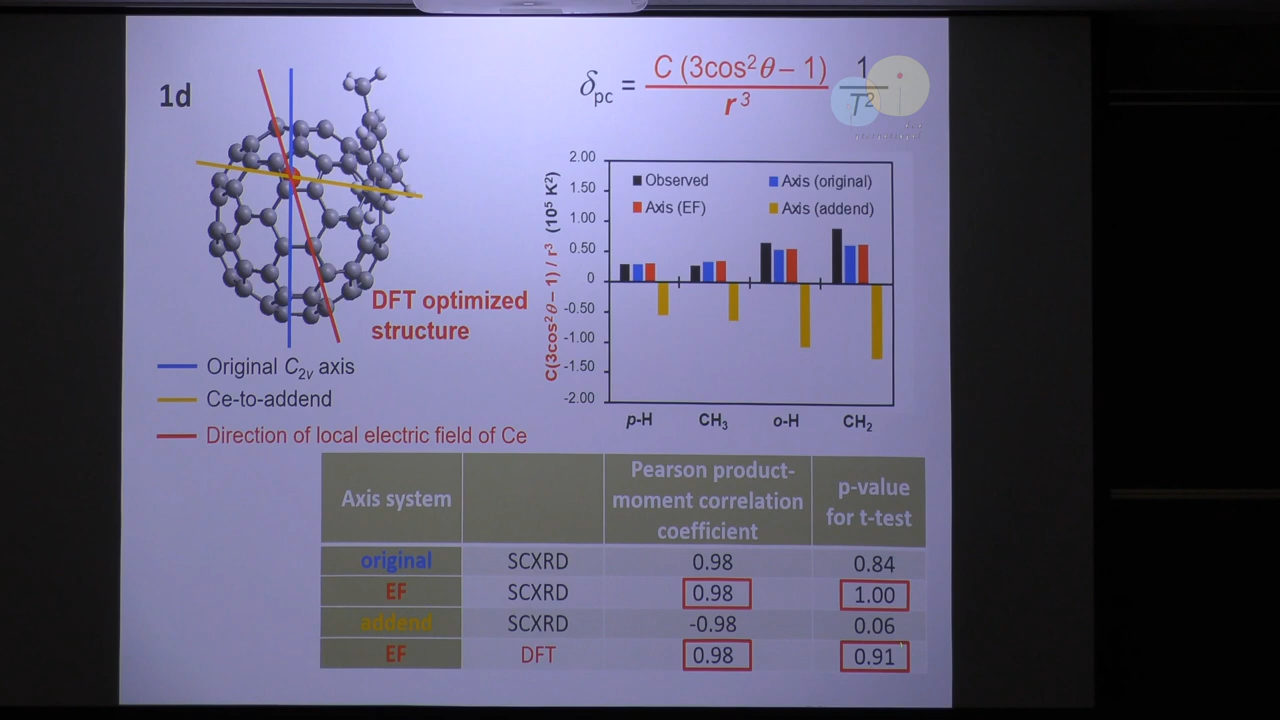 1d
δpc = C (3cos²θ – 1) / r³ 1 / T²
DFT optimized
structure
Original C2v axis
Ce-to-addend
Direction of local electric field of Ce
C(3cos²θ – 1) / r³ (10⁵ K²)
2.00
1.50
1.00
0.50
0
-0.50
-1.00
-1.50
-2.00
Observed Axis (original)
Axis (EF) Axis (addend)
p-H CH₃ o-H CH₂
Axis system
Pearson product-
moment correlation
coefficient
p-value
for t-test
original SCXRD 0.98 0.84
EF SCXRD 0.98 1.00
addend SCXRD -0.98 0.06
EF DFT 0.98 0.91